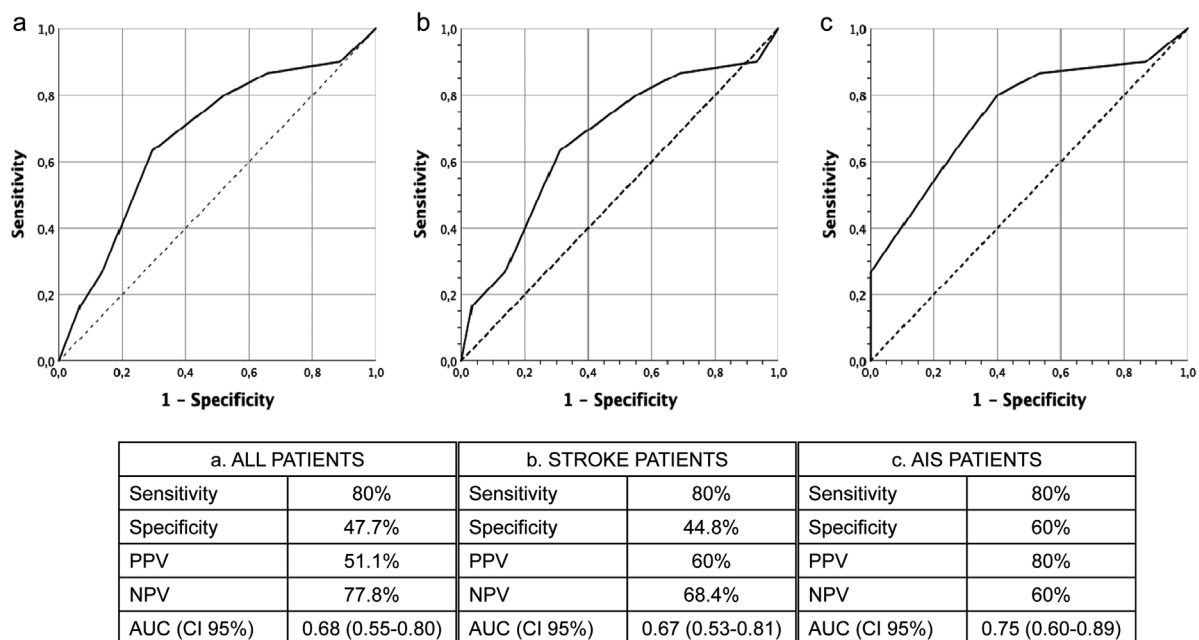 a
b
c
1,0
0,8
0,6
0,4
0,2
0,0
Sensitivity
0,0 0,2 0,4 0,6 0,8 1,0
1 - Specificity
1,0
0,8
0,6
0,4
0,2
0,0
Sensitivity
0,0 0,2 0,4 0,6 0,8 1,0
1 - Specificity
1,0
0,8
0,6
0,4
0,2
0,0
Sensitivity
0,0 0,2 0,4 0,6 0,8 1,0
1 - Specificity
a. ALL PATIENTS b. STROKE PATIENTS c. AIS PATIENTS
Sensitivity 80% Sensitivity 80% Sensitivity 80%
Specificity 47.7% Specificity 44.8% Specificity 60%
PPV 51.1% PPV 60% PPV 80%
NPV 77.8% NPV 68.4% NPV 60%
AUC (CI 95%) 0.68 (0.55-0.80) AUC (CI 95%) 0.67 (0.53-0.81) AUC (CI 95%) 0.75 (0.60-0.89)